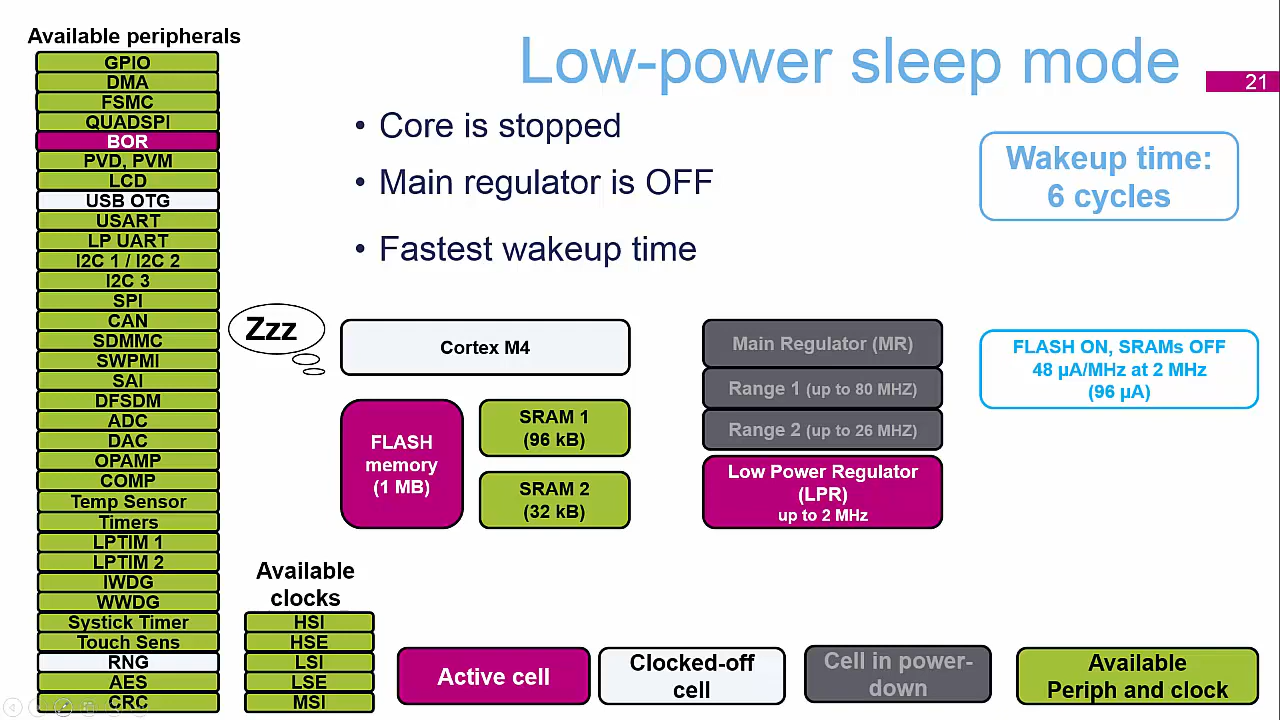 Available peripherals
GPIO
DMA
FSMC
QUADSPI
BOR
PVD, PVM
LCD
USB OTG
USART
LP UART
I2C 1 / I2C 2
I2C 3
SPI
CAN
SDMMC
SWPMI
SAI
DFSDM
ADC
DAC
OPAMP
COMP
Temp Sensor
Timers
LPTIM 1
LPTIM 2
IWDG
WWDG
Systick Timer
Touch Sens
RNG
AES
CRC
Low-power sleep mode
21
• Core is stopped
• Main regulator is OFF
• Fastest wakeup time
Wakeup time:
6 cycles
Zzz
Cortex M4
FLASH
memory
(1 MB)
SRAM 1
(96 kB)
SRAM 2
(32 kB)
Main Regulator (MR)
Range 1 (up to 80 MHZ)
Range 2 (up to 26 MHZ)
Low Power Regulator
(LPR)
up to 2 MHz
FLASH ON, SRAMs OFF
48 µA/MHz at 2 MHz
(96 µA)
Available
clocks
HSI
HSE
LSI
LSE
MSI
Active cell
Clocked-off
cell
Cell in power-
down
Available
Periph and clock